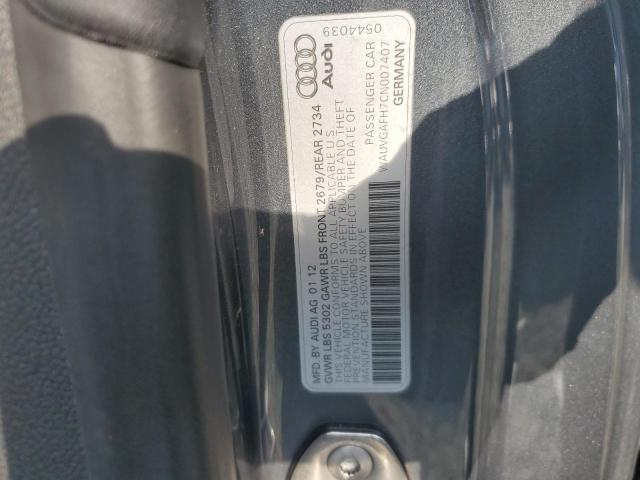 MFD. BY AUDI AG 01 12
GVWR LBS 5302 GAWR LBS FRONT 2679/REAR 2734
THIS VEHICLE CONFORMS TO ALL APPLICABLE U.S.
FEDERAL MOTOR VEHICLE SAFETY BUMPER AND THEFT
PREVENTION STANDARDS IN EFFECT ON THE DATE OF
MANUFACTURE SHOWN ABOVE
PASSENGER CAR
WAUVGAFH7CN007407
GERMANY
Audi
0544039